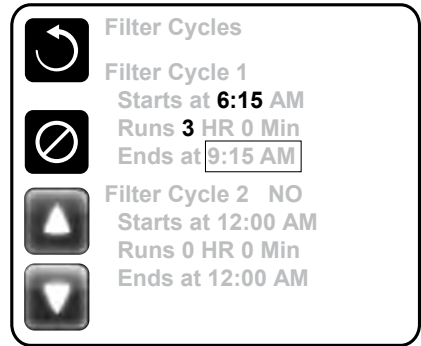 Filter Cycles
Filter Cycle 1
Starts at 6:15 AM
Runs 3 HR 0 Min
Ends at 9:15 AM
Filter Cycle 2 NO
Starts at 12:00 AM
Runs 0 HR 0 Min
Ends at 12:00 AM